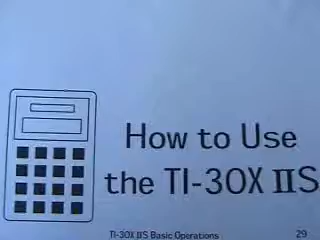 How to Use
the TI-30X IIS
TI-30X IIS Basic Operations
29